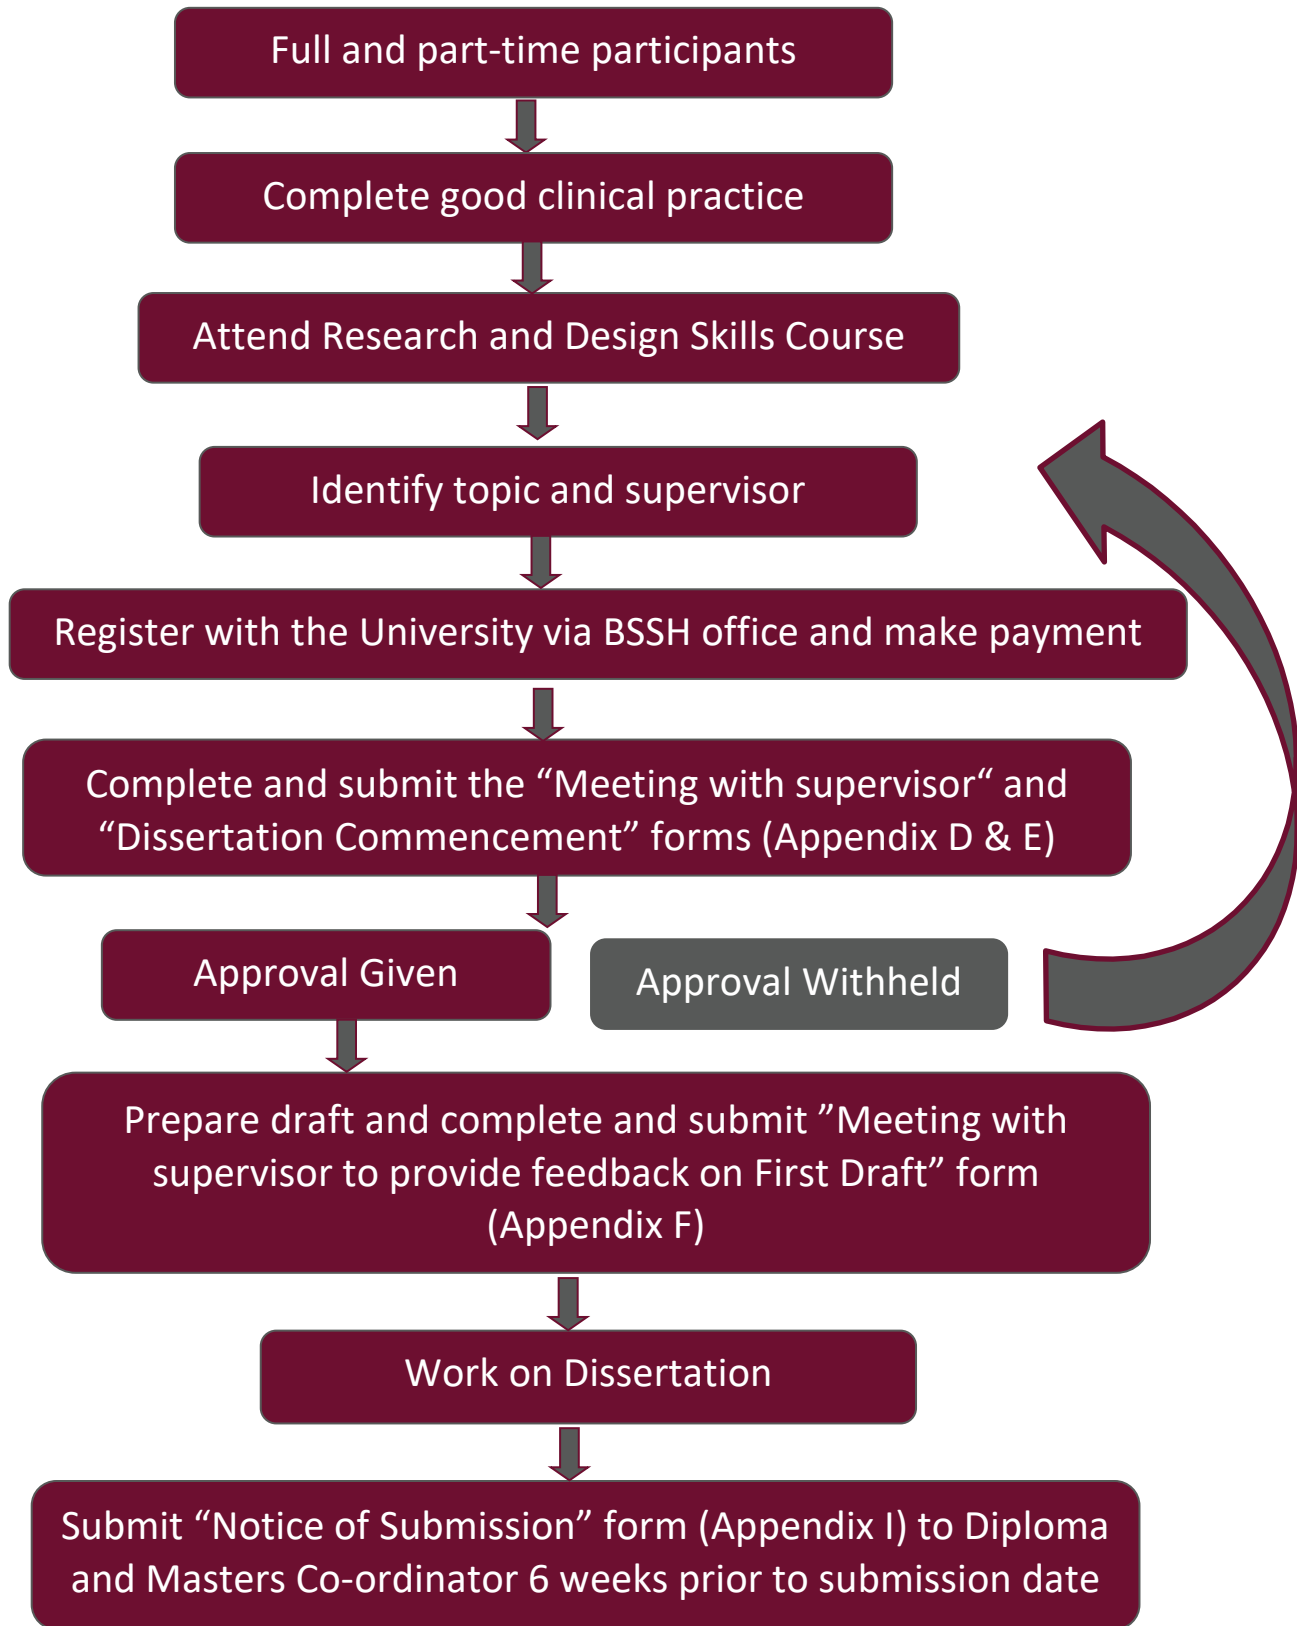 Full and part-time participants
Complete good clinical practice
Attend Research and Design Skills Course
Identify topic and supervisor
Register with the University via BSSH office and make payment
Complete and submit the “Meeting with supervisor“ and
“Dissertation Commencement” forms (Appendix D & E)
Approval Given
Approval Withheld
Prepare draft and complete and submit ”Meeting with
supervisor to provide feedback on First Draft” form
(Appendix F)
Work on Dissertation
Submit “Notice of Submission” form (Appendix I) to Diploma
and Masters Co-ordinator 6 weeks prior to submission date